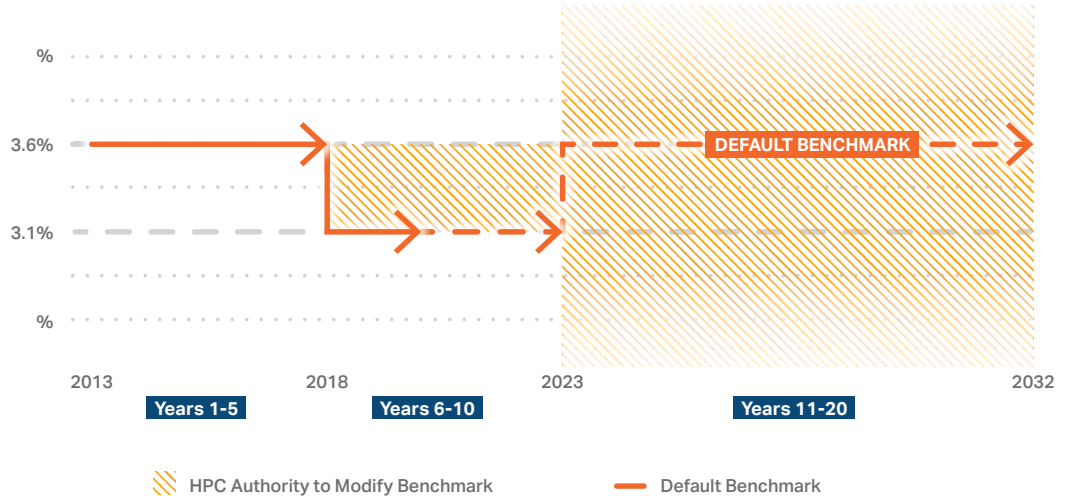 %
3.6%
DEFAULT BENCHMARK
3.1%
%
2013 2018 2023 2032
Years 1-5 Years 6-10 Years 11-20
HPC Authority to Modify Benchmark Default Benchmark